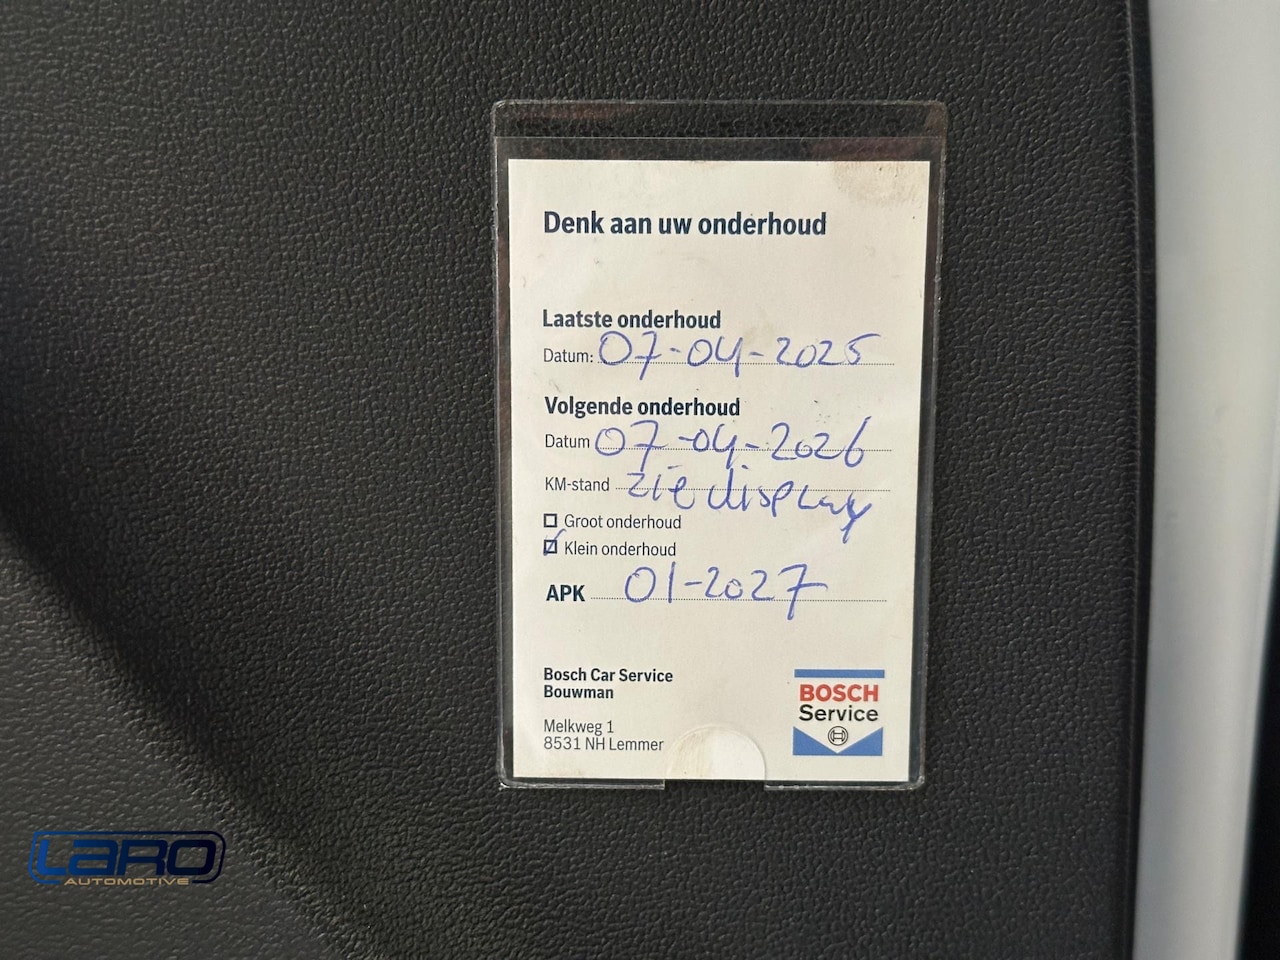 Denk aan uw onderhoud
Laatste onderhoud
Datum: 07-04-2025
Volgende onderhoud
Datum 07-04-2026
KM-stand zie display
Groot onderhoud
Klein onderhoud
APK 01-2027
Bosch Car Service
Bouwman
Melkweg 1
8531 NH Lemmer
BOSCH
Service
LARO
AUTOMOTIVE